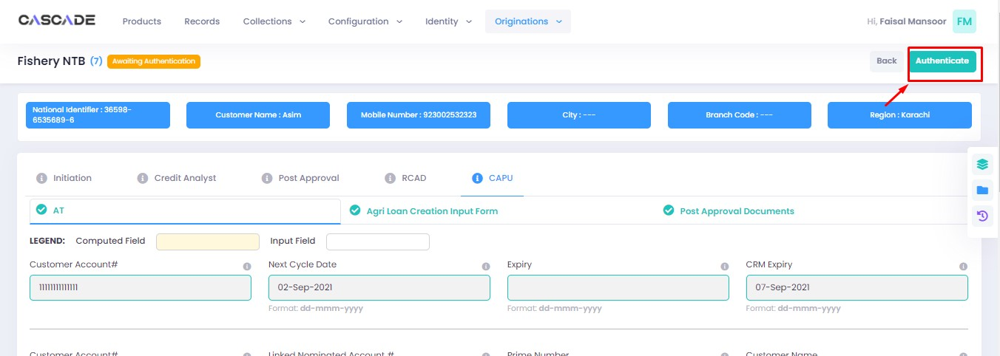 CASCADE Products Records Collections Configuration Identity Originations Hi, Faisal Mansoor FM
Fishery NTB (7) Awaiting Authentication Back Authenticate
National Identifier : 36598-
6535689-6
Customer Name : Asim
Mobile Number : 923002532323
City : ---
Branch Code : ---
Region : Karachi
Initiation Credit Analyst Post Approval RCAD CAPU
AT Agri Loan Creation Input Form Post Approval Documents
LEGEND: Computed Field Input Field
Customer Account# Next Cycle Date Expiry CRM Expiry
11111111111111 02-Sep-2021 07-Sep-2021
Format: dd-mmm-yyyy Format: dd-mmm-yyyy Format: dd-mmm-yyyy
Customer Account# Linked Nominated Account # Prime Number Customer Name